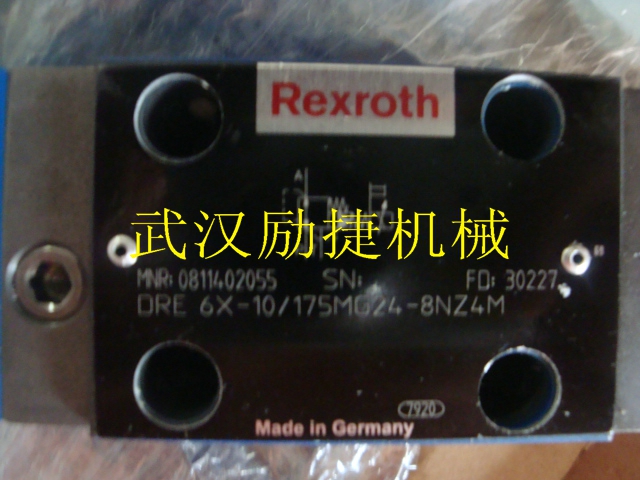 Rexroth
A
武汉励捷机械
MNR: 0811402055 SN: FD: 30227
DRE 6X-10/175MG24-8NZ4M
7920
Made in Germany